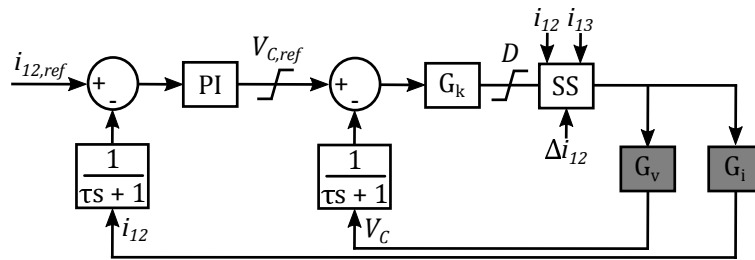 i12 i13
VC,ref D
i12,ref + - PI + - Gk SS
Δi12
1 1 Gv Gi
τs + 1 τs + 1
i12 VC